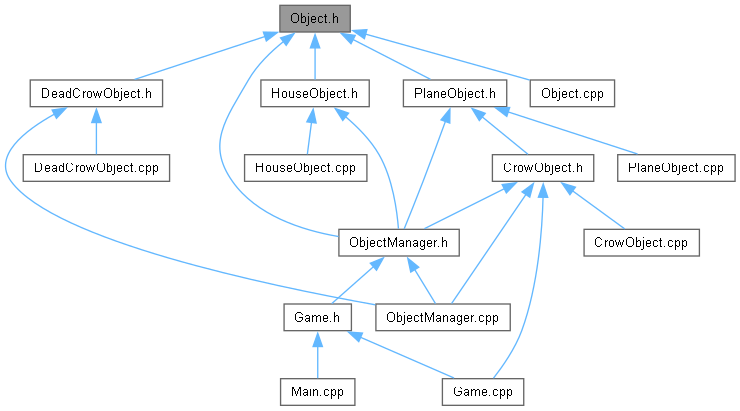 Object.h
DeadCrowObject.h
HouseObject.h
PlaneObject.h
Object.cpp
DeadCrowObject.cpp
HouseObject.cpp
CrowObject.h
PlaneObject.cpp
ObjectManager.h
CrowObject.cpp
Game.h
ObjectManager.cpp
Main.cpp
Game.cpp